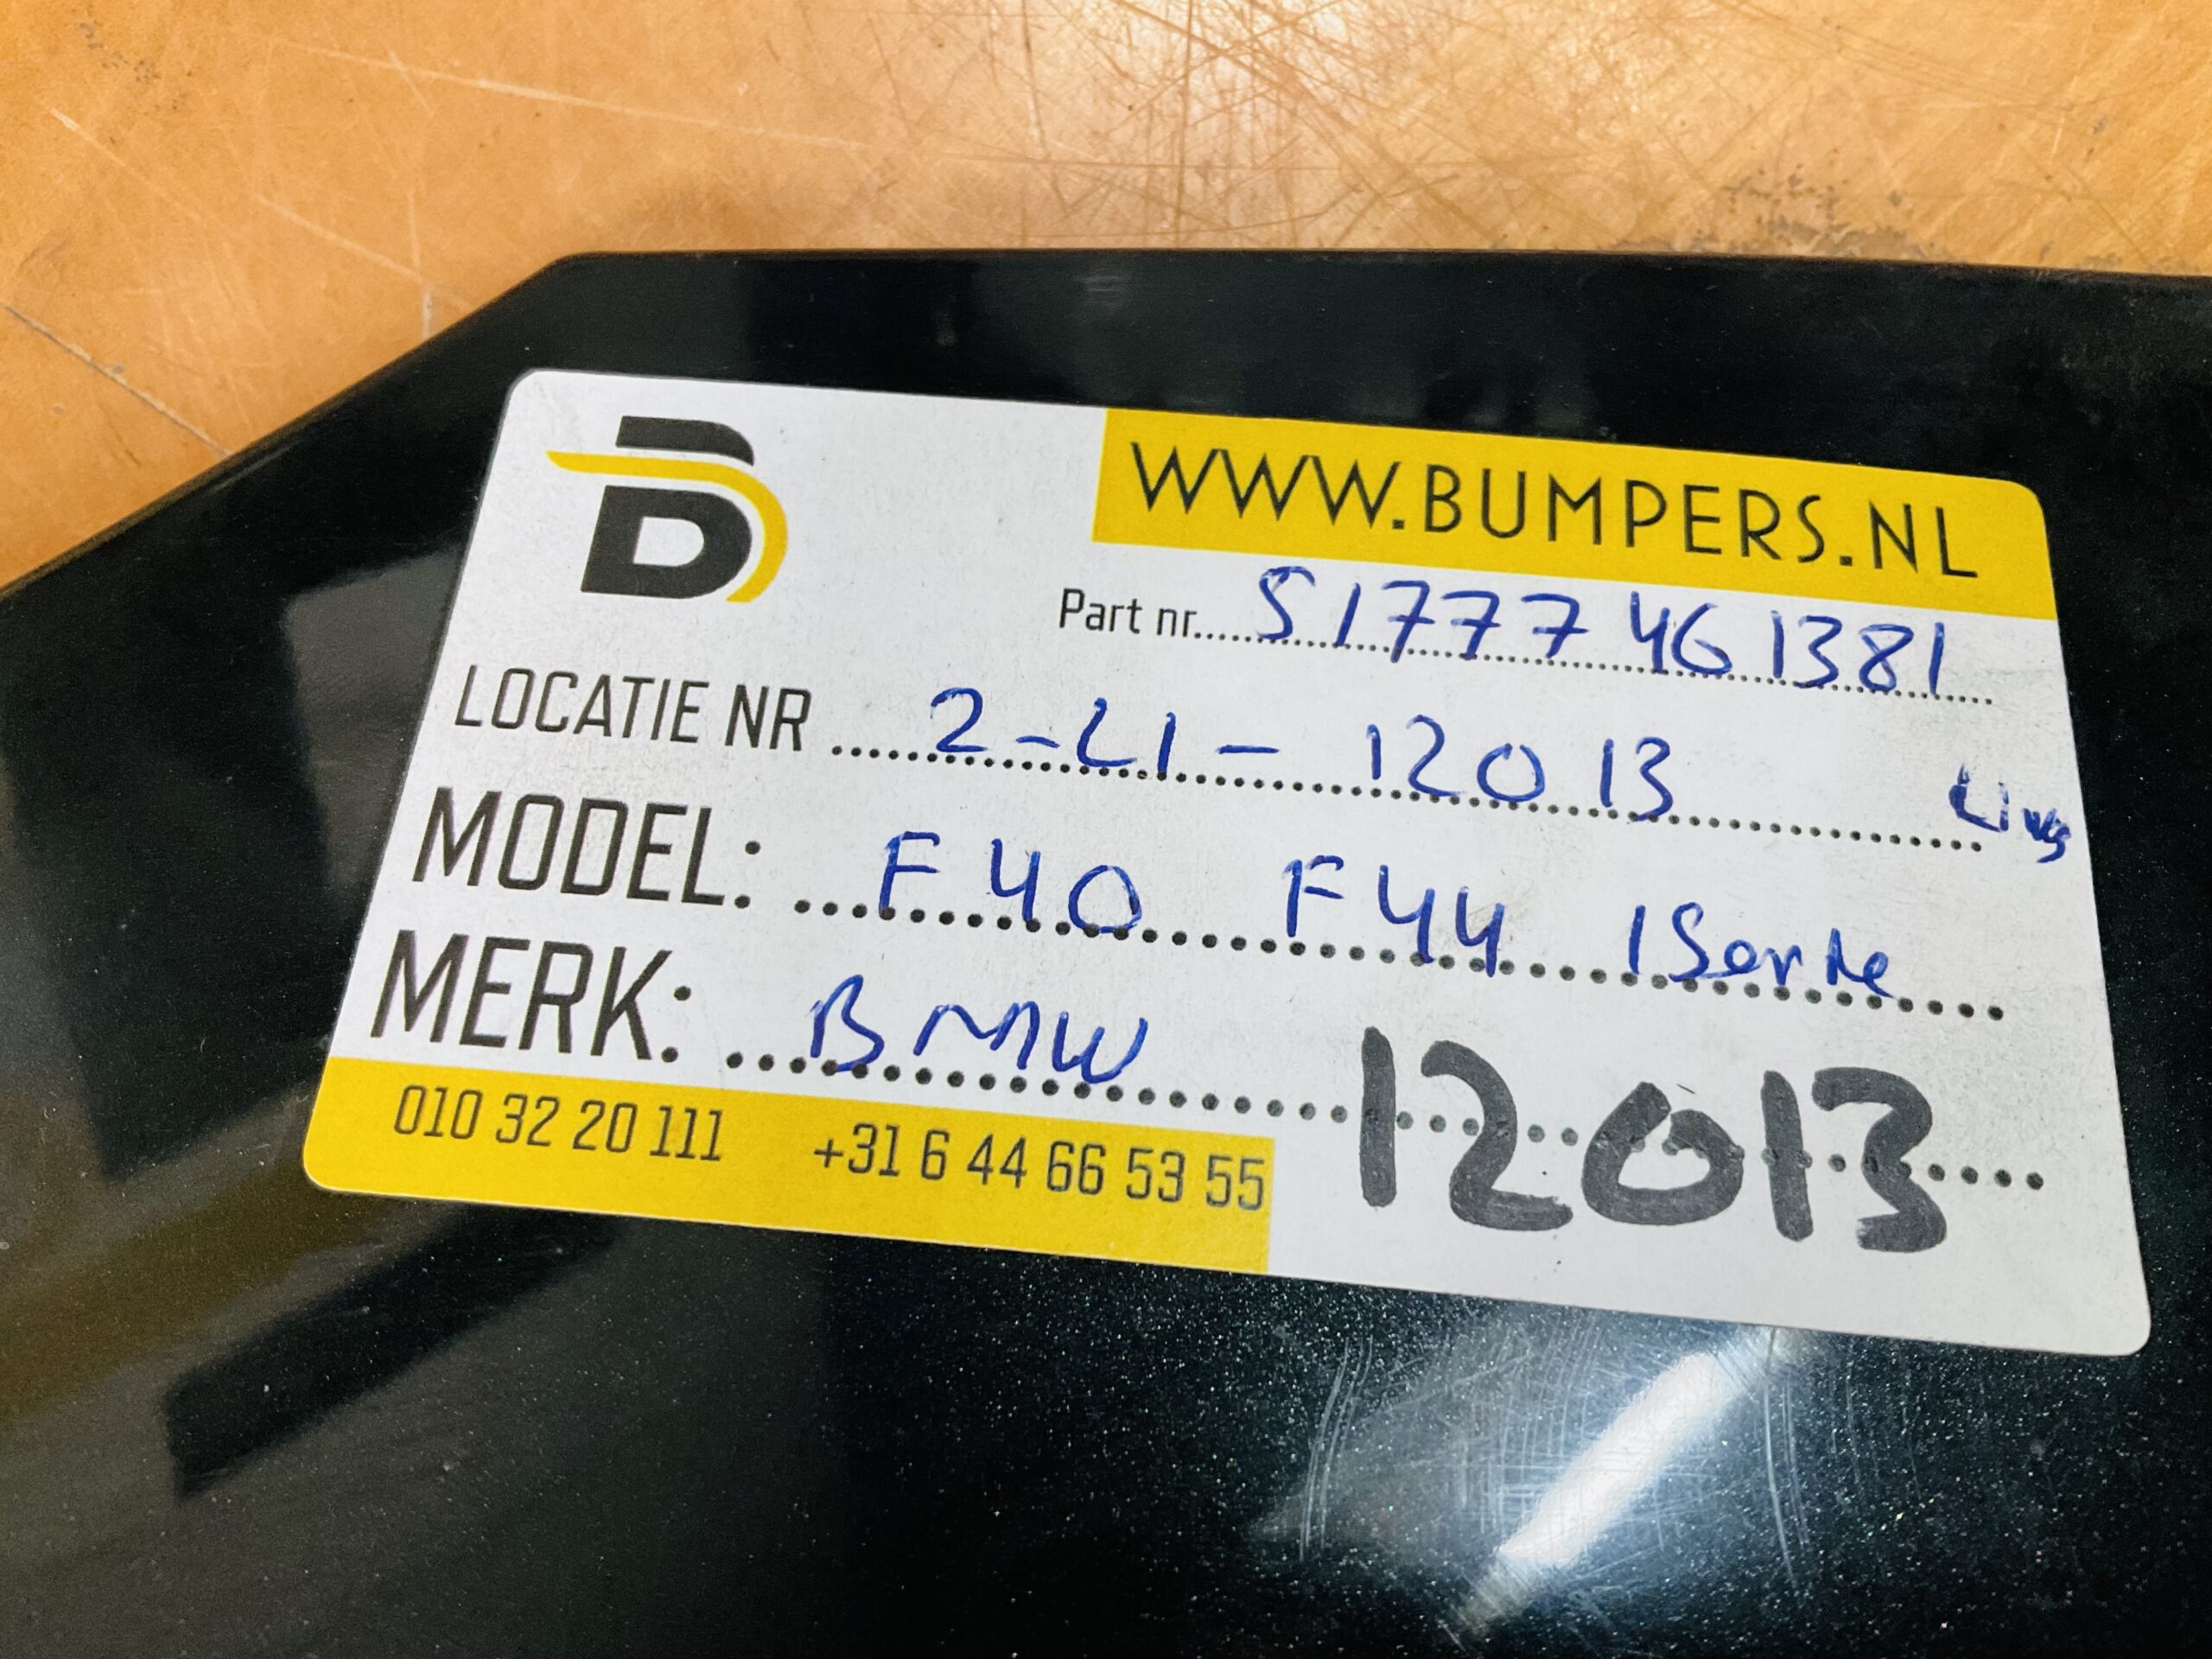 WWW.BUMPERS.NL
Part nr...... 51777461381
LOCATIE NR ..... 2-L1-12013
MODEL: ... F40 F44 1Serie
MERK: ... BMW
12013
010 32 20 111 +31 6 44 66 53 55